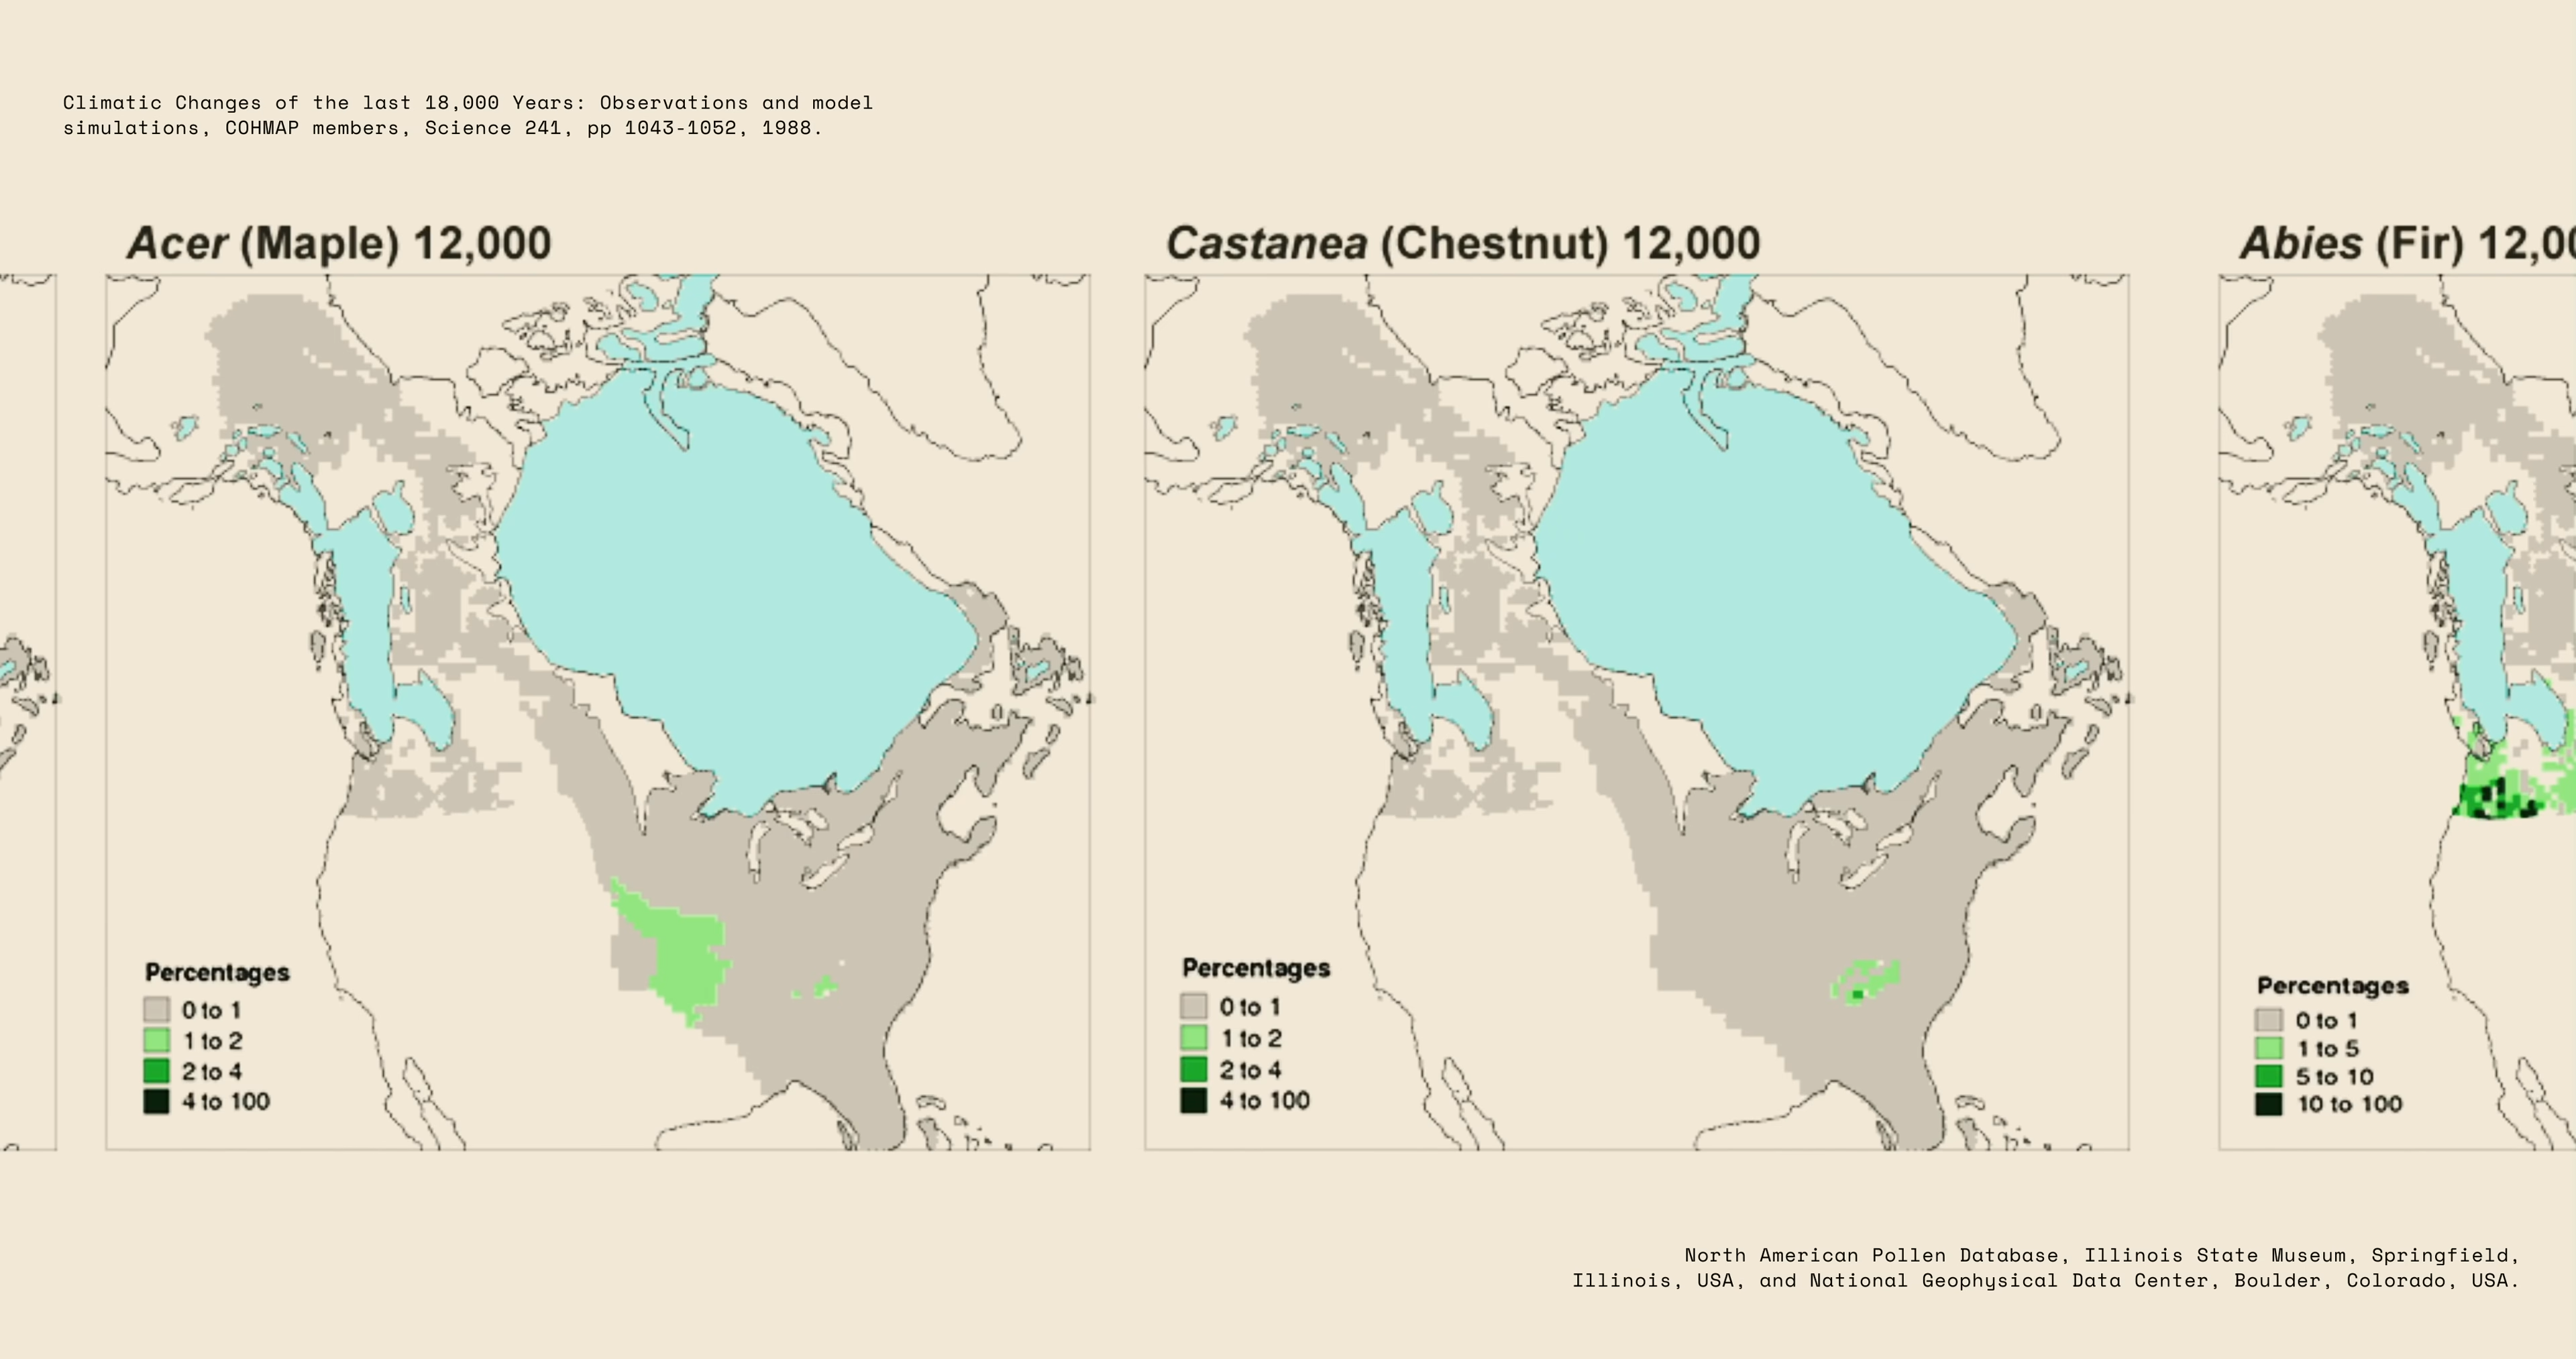 Climatic Changes of the last 18,000 Years: Observations and model
simulations, COHMAP members, Science 241, pp 1043-1052, 1988.
Acer (Maple) 12,000
Percentages
0 to 1
1 to 2
2 to 4
4 to 100
Castanea (Chestnut) 12,000
Percentages
0 to 1
1 to 2
2 to 4
4 to 100
Abies (Fir) 12,00
Percentages
0 to 1
1 to 5
5 to 10
10 to 100
North American Pollen Database, Illinois State Museum, Springfield,
Illinois, USA, and National Geophysical Data Center, Boulder, Colorado, USA.